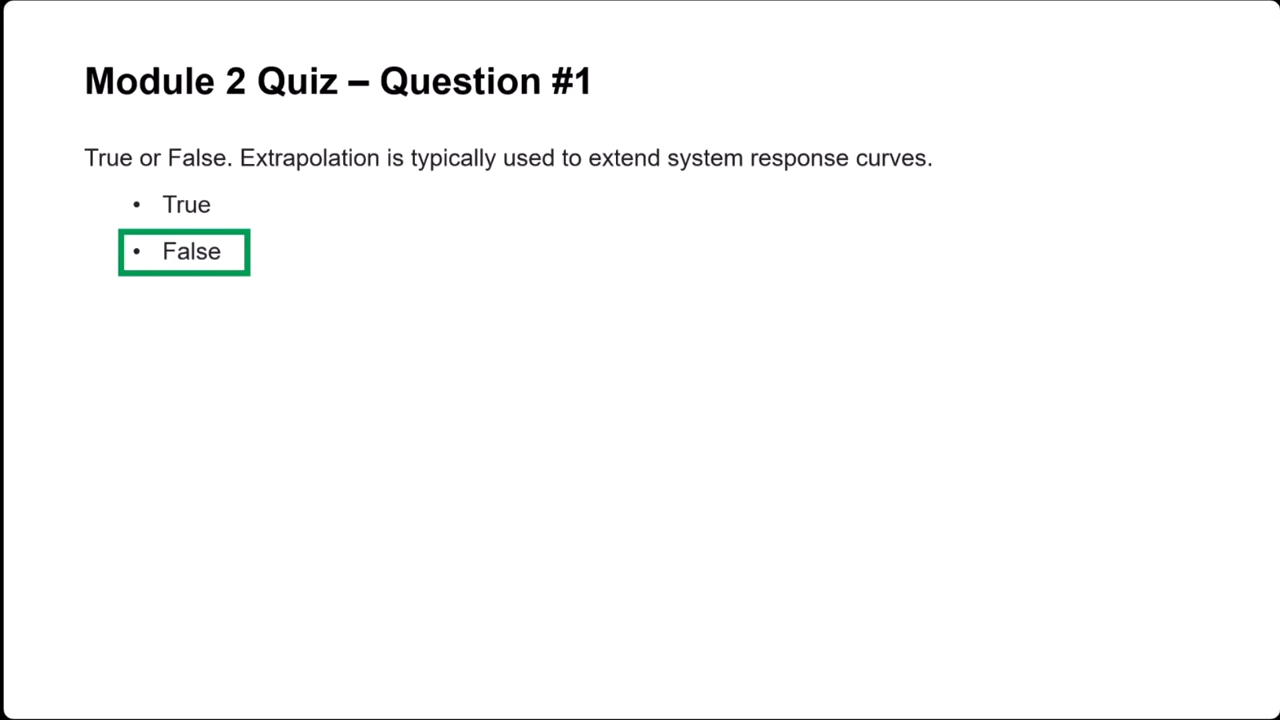 Module 2 Quiz – Question #1
True or False. Extrapolation is typically used to extend system response curves.
• True
• False